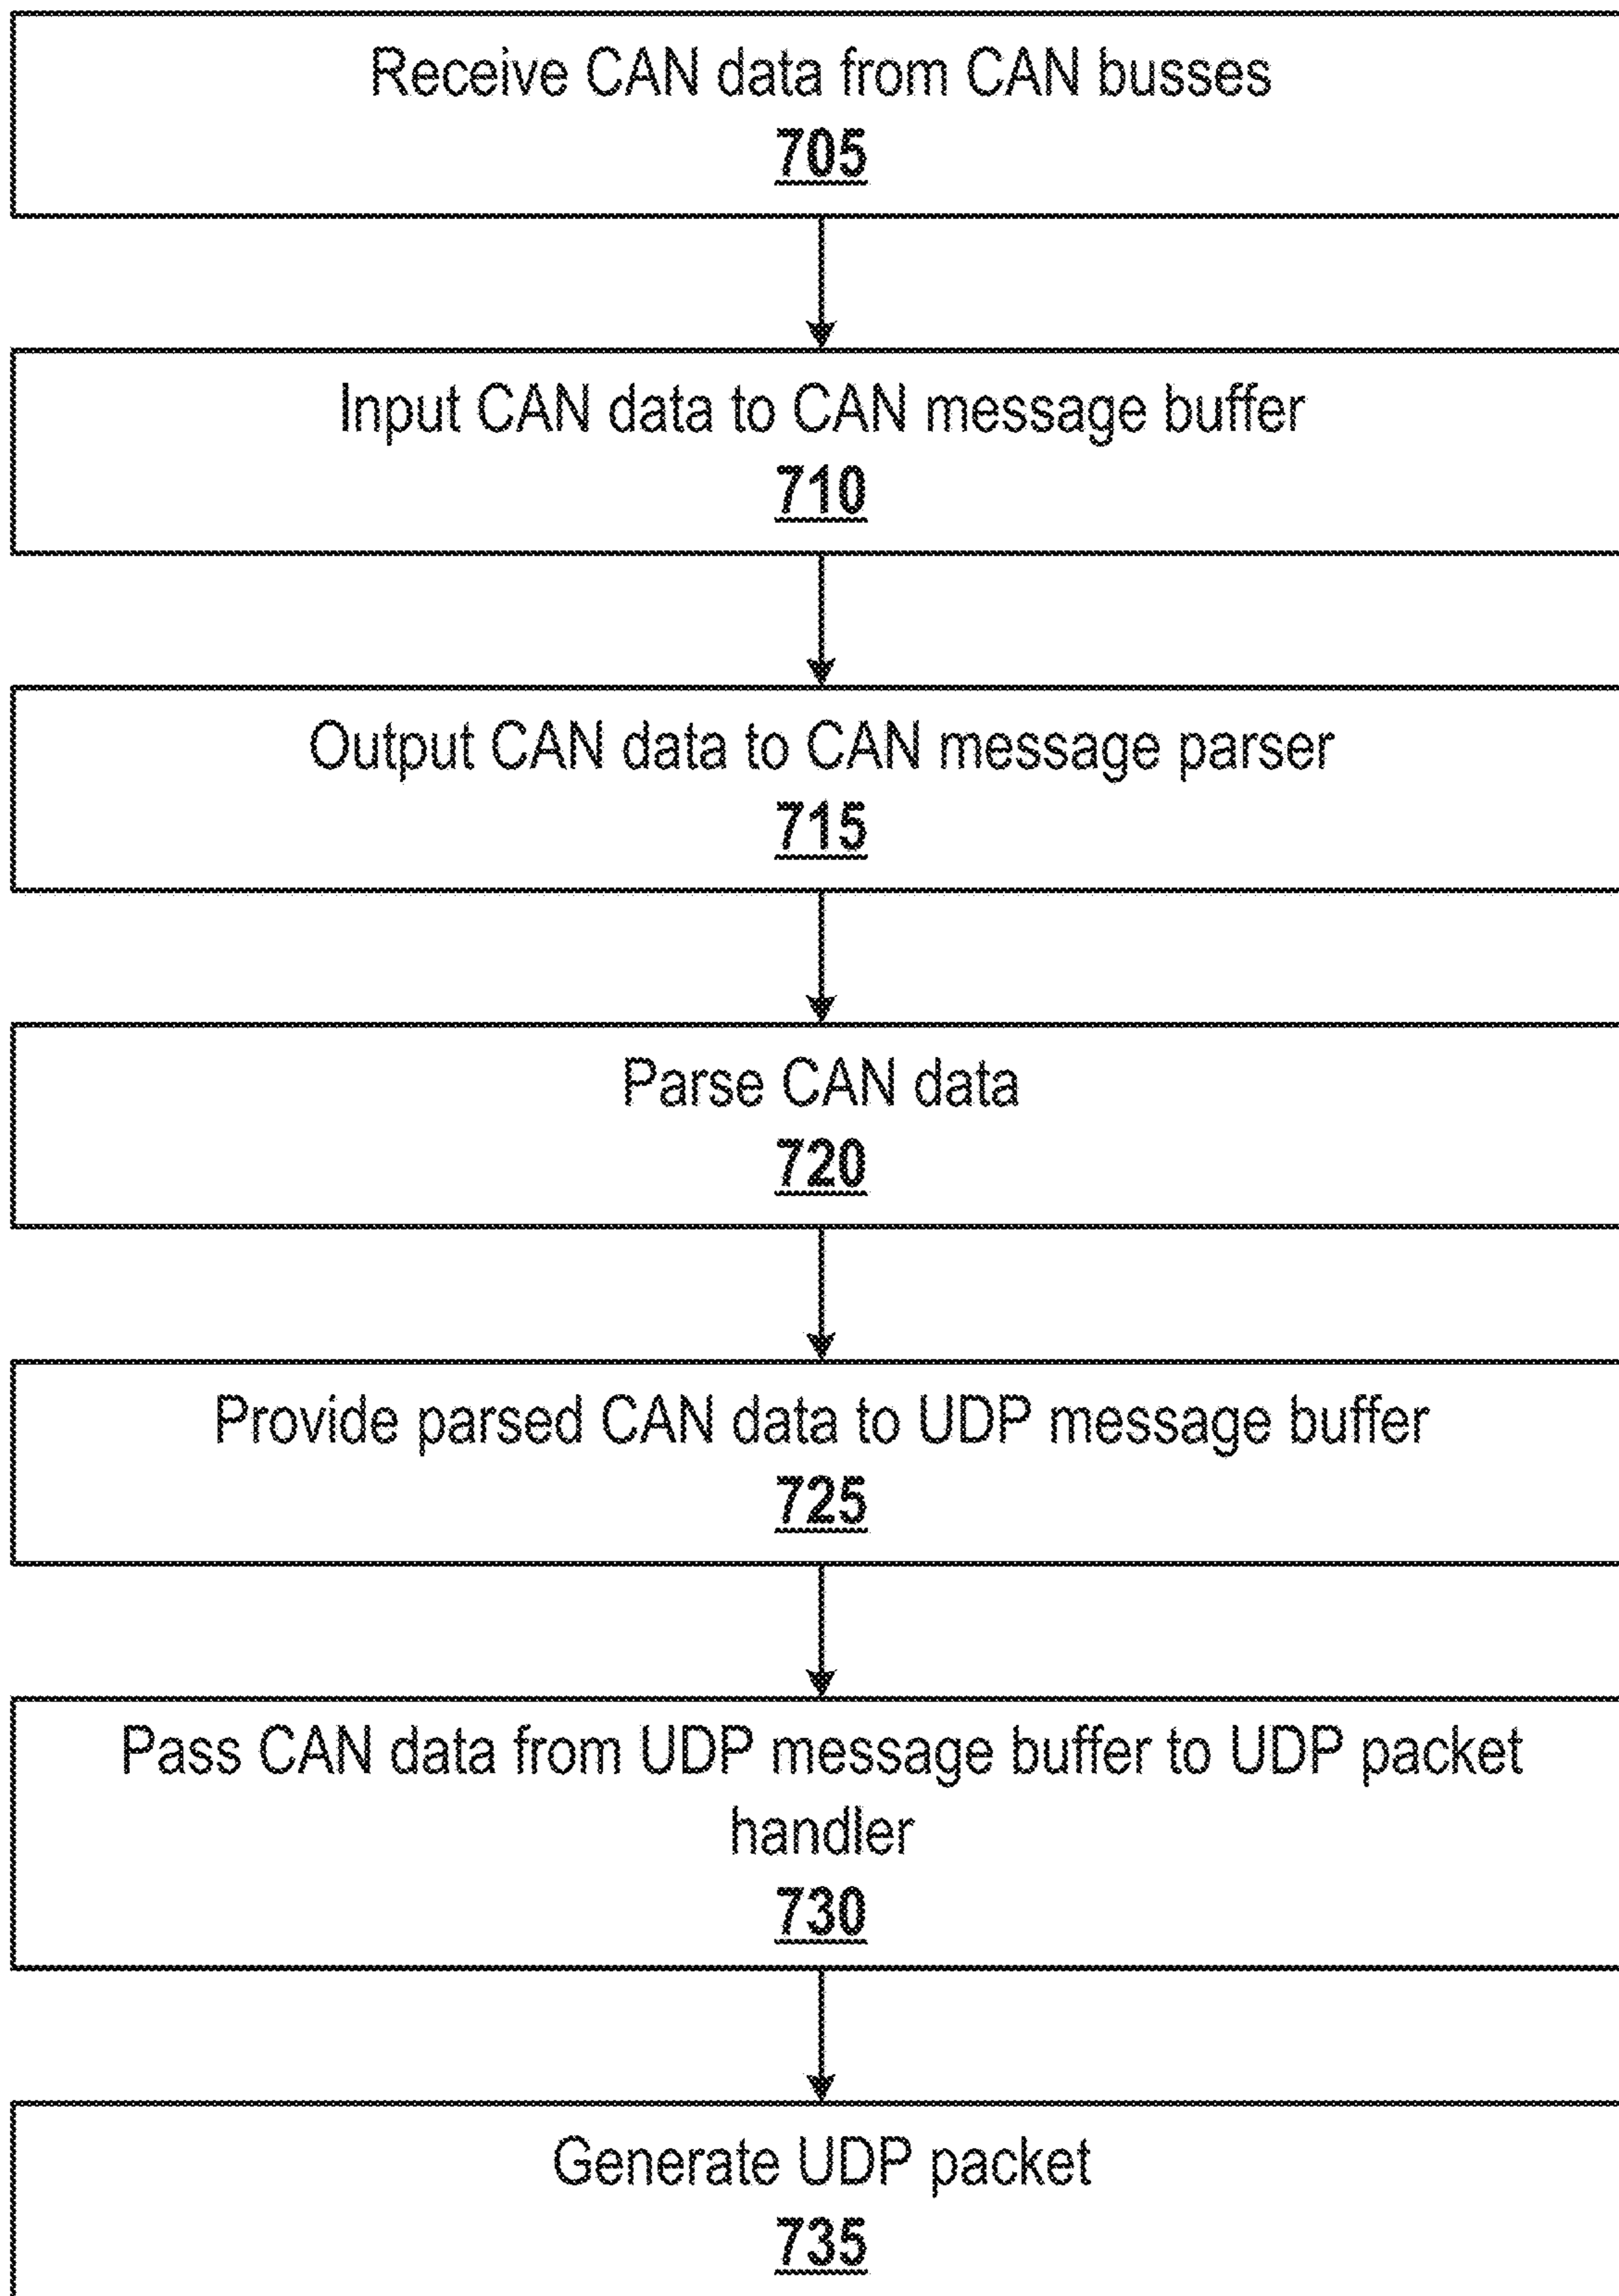 Receive CAN data from CAN busses
705
Input CAN data to CAN message buffer
710
Output CAN data to CAN message parser
715
Parse CAN data
720
Provide parsed CAN data to UDP message buffer
725
Pass CAN data from UDP message buffer to UDP packet
handler
730
Generate UDP packet
735